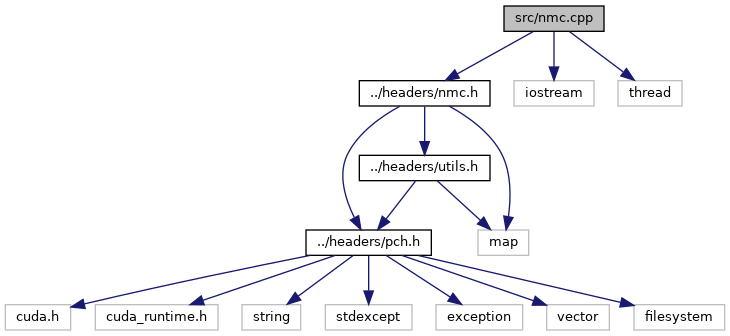 src/nmc.cpp
../headers/nmc.h
iostream
thread
../headers/utils.h
../headers/pch.h
map
cuda.h
cuda_runtime.h
string
stdexcept
exception
vector
filesystem